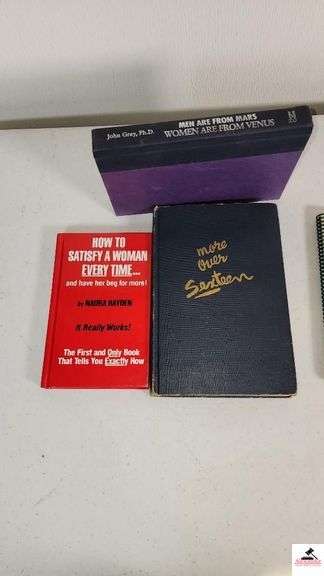 John Gray, Ph.D.
MEN ARE FROM MARS
WOMEN ARE FROM VENUS
HOW TO
SATISFY A WOMAN
EVERY TIME...
and have her beg for more!
by NAURA HAYDEN
It Really Works!
The First and Only Book
That Tells You Exactly How
more
over
Sexteen